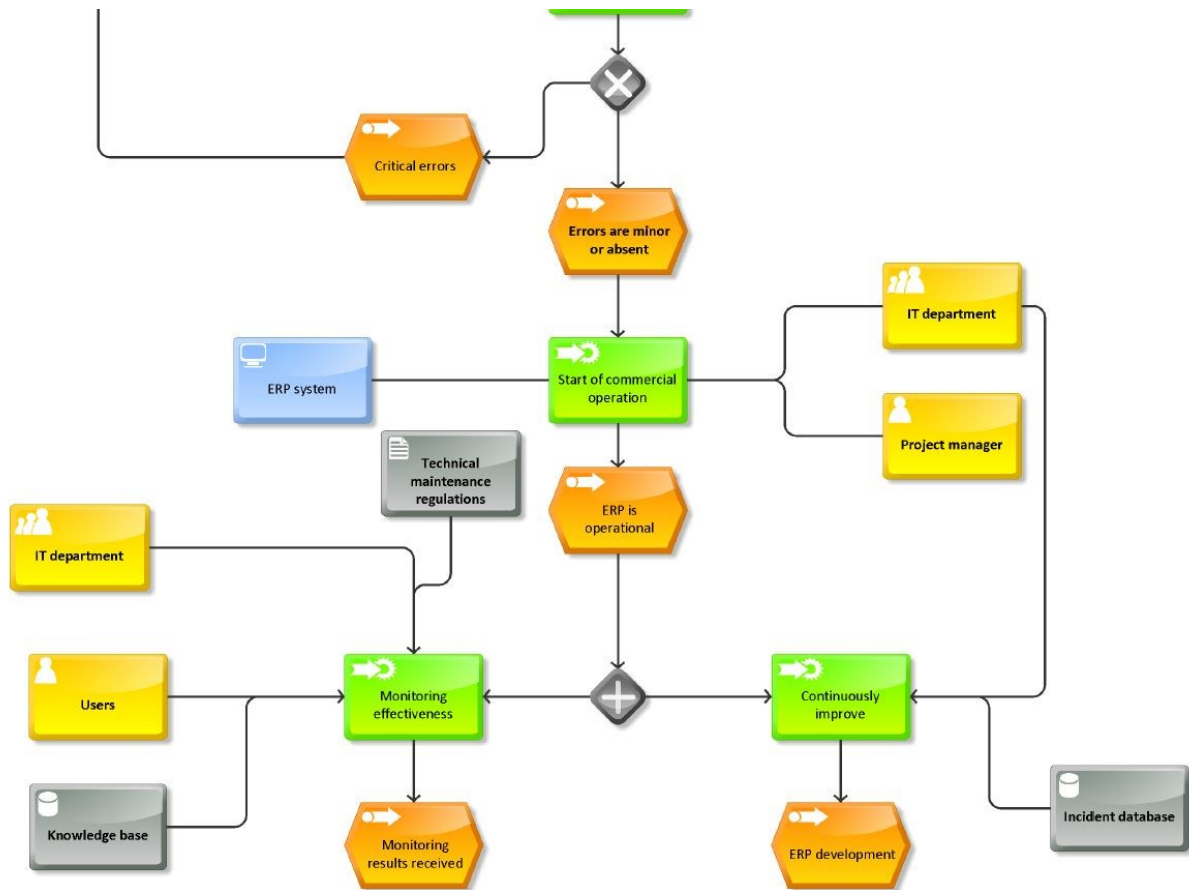 Critical errors
Errors are minor
or absent
IT department
ERP system
Start of commercial
operation
Project manager
Technical
maintenance
regulations
ERP is
operational
IT department
Users
Monitoring
effectiveness
Continuously
improve
Knowledge base
Monitoring
results received
ERP development
Incident database